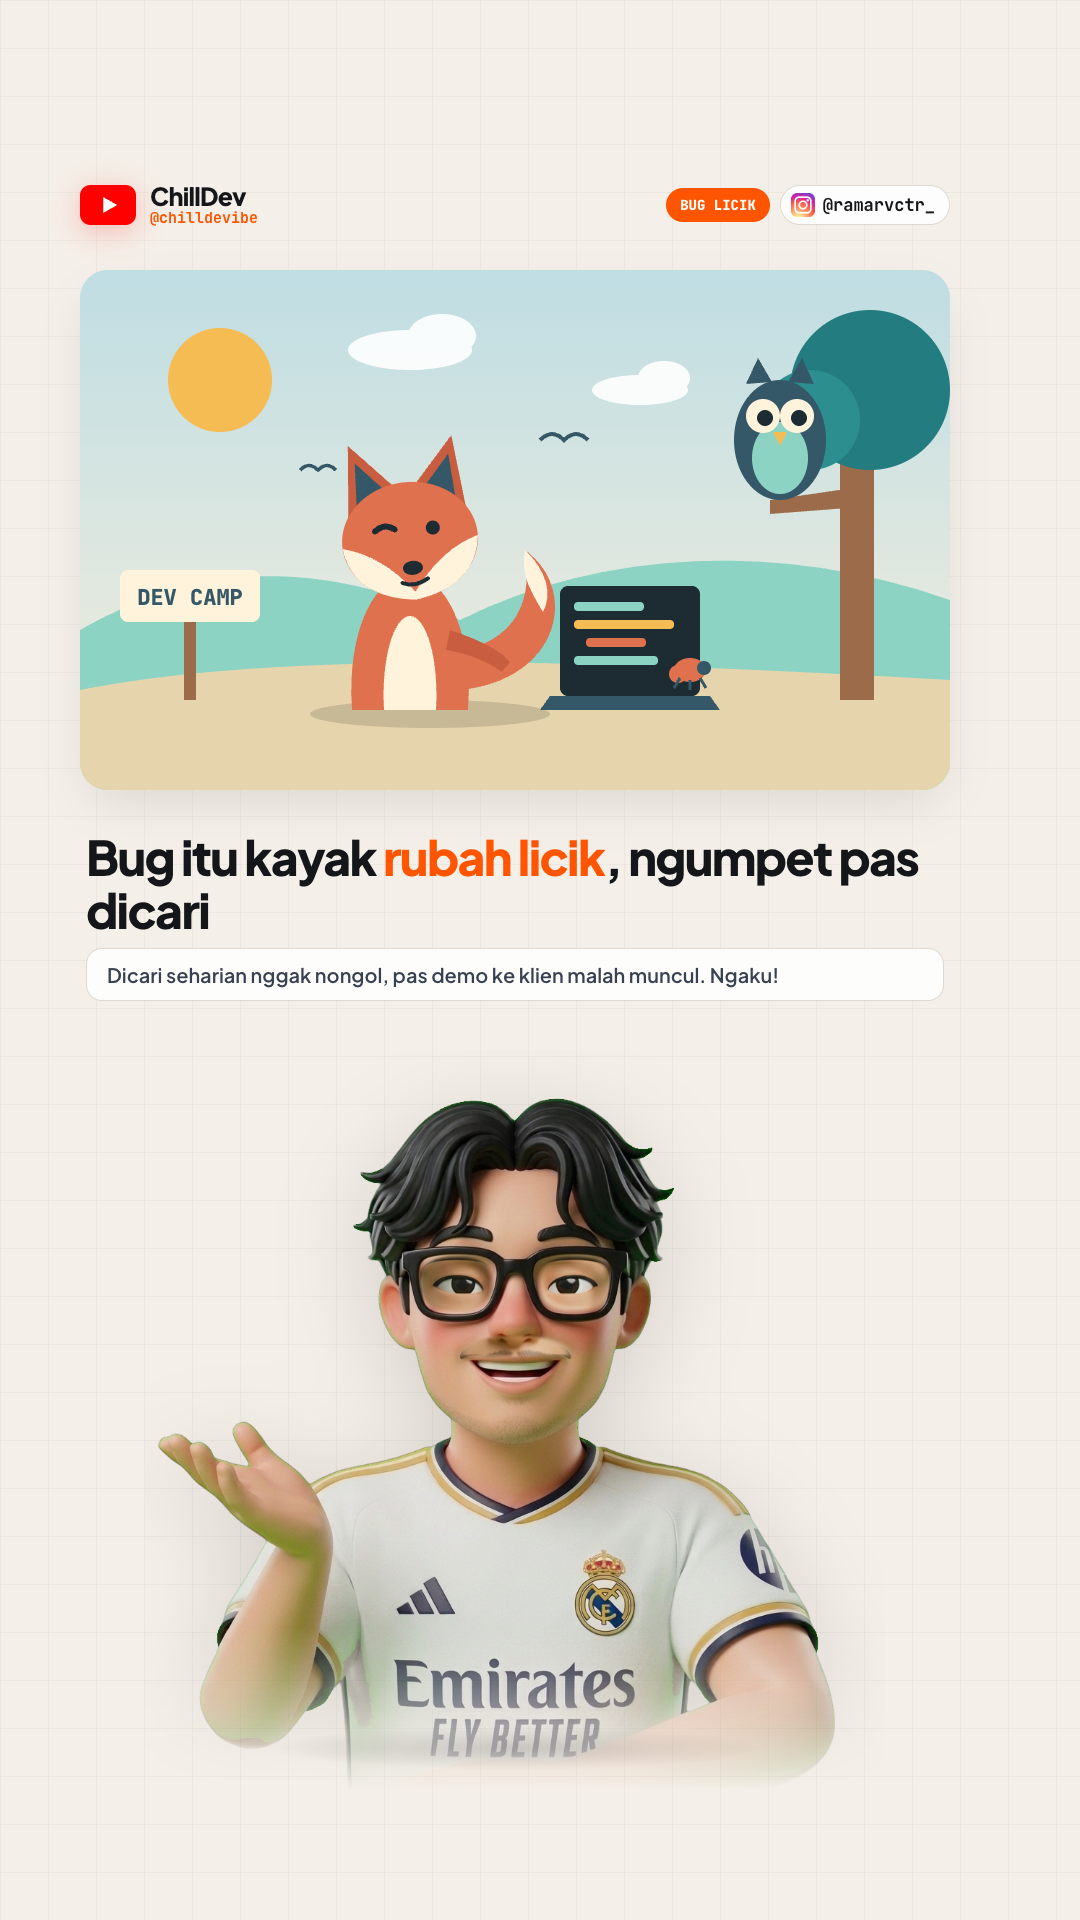 ChillDev
@chilldevibe
BUG LICIK
@ramarvctr_
DEV CAMP
Bug itu kayak rubah licik, ngumpet pas
dicari
Dicari seharian nggak nongol, pas demo ke klien malah muncul. Ngaku!
Emirates
FLY BETTER